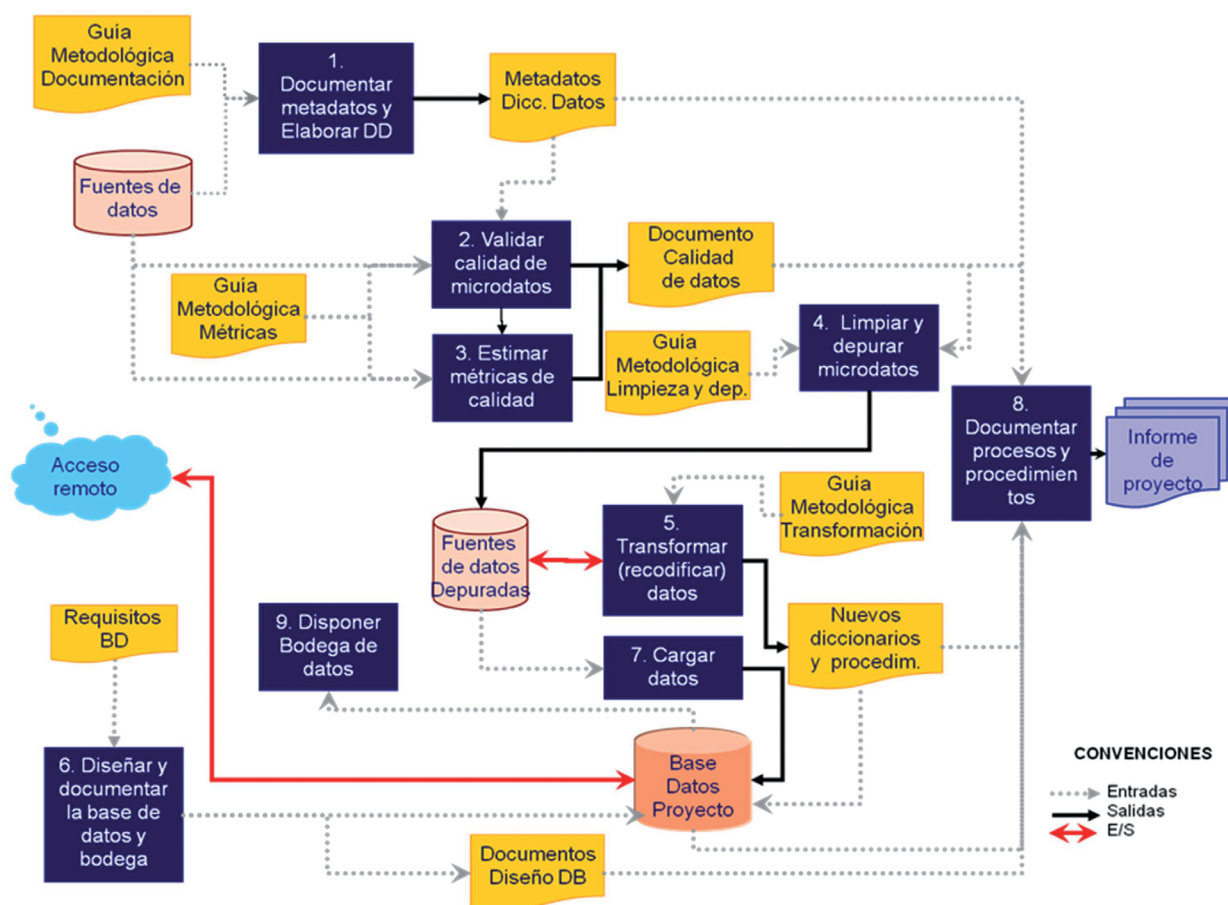 Guía
Metodológica
Documentación
1.
Documentar
metadatos y
Elaborar DD
Metadatos
Dicc. Datos
Fuentes de
datos
2. Validar
calidad de
microdatos
Documento
Calidad
de datos
Guía
Metodológica
Métricas
3. Estimar
métricas de
calidad
Guía
Metodológica
Limpieza y dep.
4. Limpiar y
depurar
microdatos
8.
Documentar
procesos y
procedimien
tos
Informe
de
proyecto
Acceso
remoto
Fuentes
de datos
Depuradas
5.
Transformar
(recodificar)
datos
Guía
Metodológica
Transformación
Requisitos
BD
9. Disponer
Bodega de
datos
7. Cargar
datos
Nuevos
diccionarios
y procedim.
6. Diseñar y
documentar
la base de
datos y
bodega
Base
Datos
Proyecto
Documentos
Diseño DB
CONVENCIONES
Entradas
Salidas
E/S